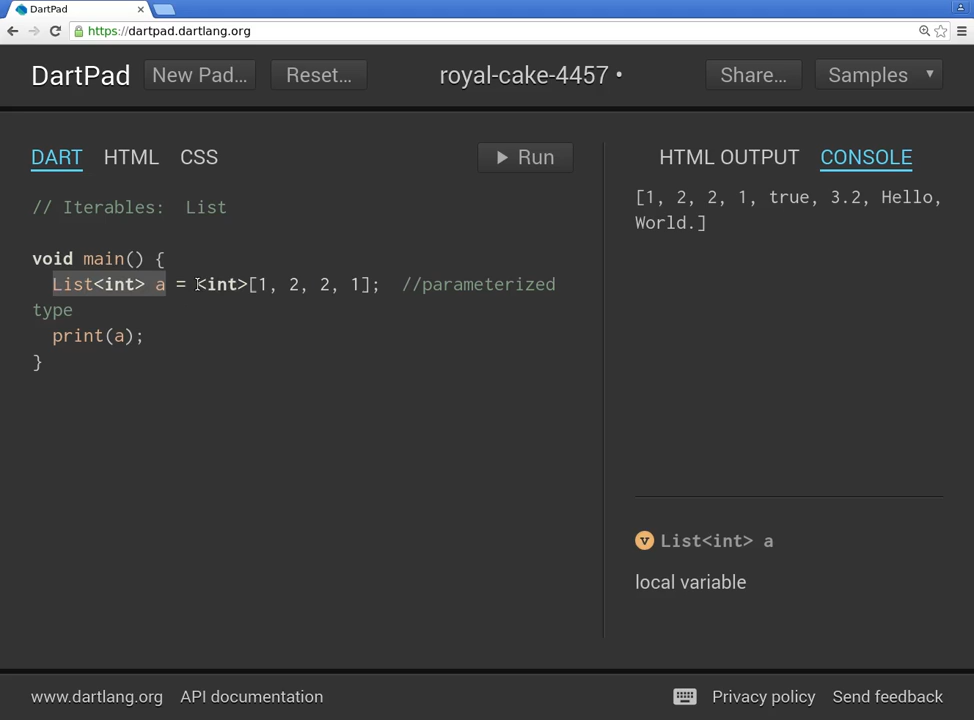 DartPad
https://dartpad.dartlang.org
DartPad New Pad... Reset... royal-cake-4457 • Share... Samples
DART HTML CSS Run HTML OUTPUT CONSOLE
// Iterables:  List
void main() {
  List<int> a = <int>[1, 2, 2, 1];  //parameterized
type
  print(a);
}
[1, 2, 2, 1, true, 3.2, Hello,
World.]
v List<int> a
local variable
www.dartlang.org API documentation Privacy policy Send feedback